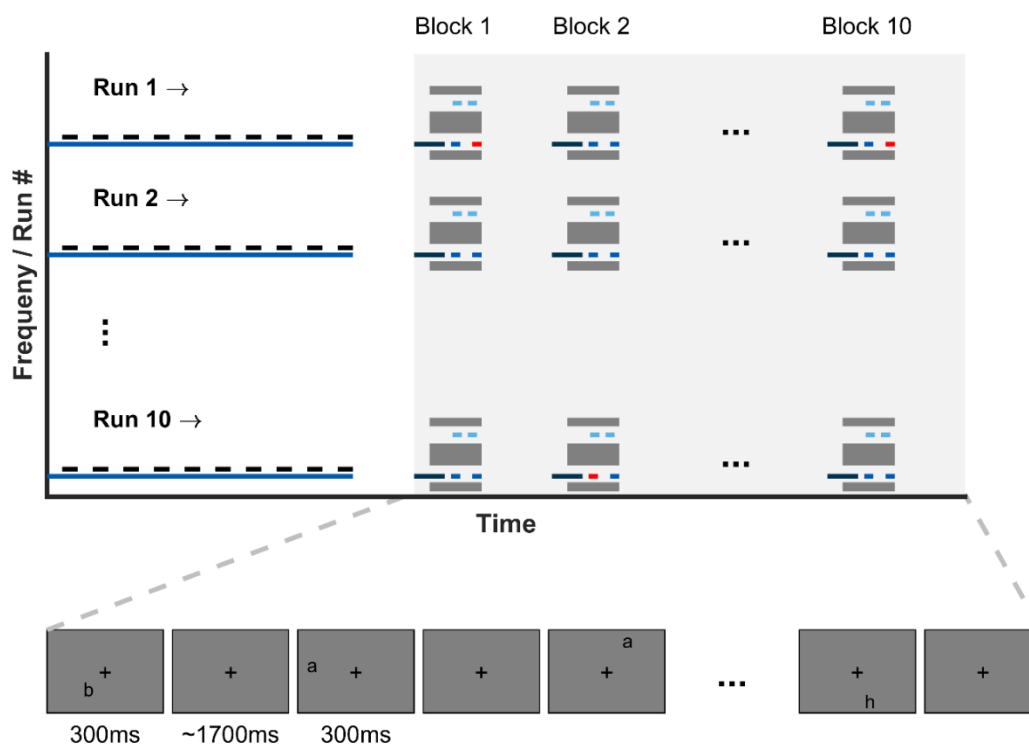 Block 1 Block 2 Block 10
Run 1 →
...
Run 2 →
...
...
Run 10 →
...
Frequeny / Run #
Time
b + + a + + + a ... + h +
300ms ~1700ms 300ms